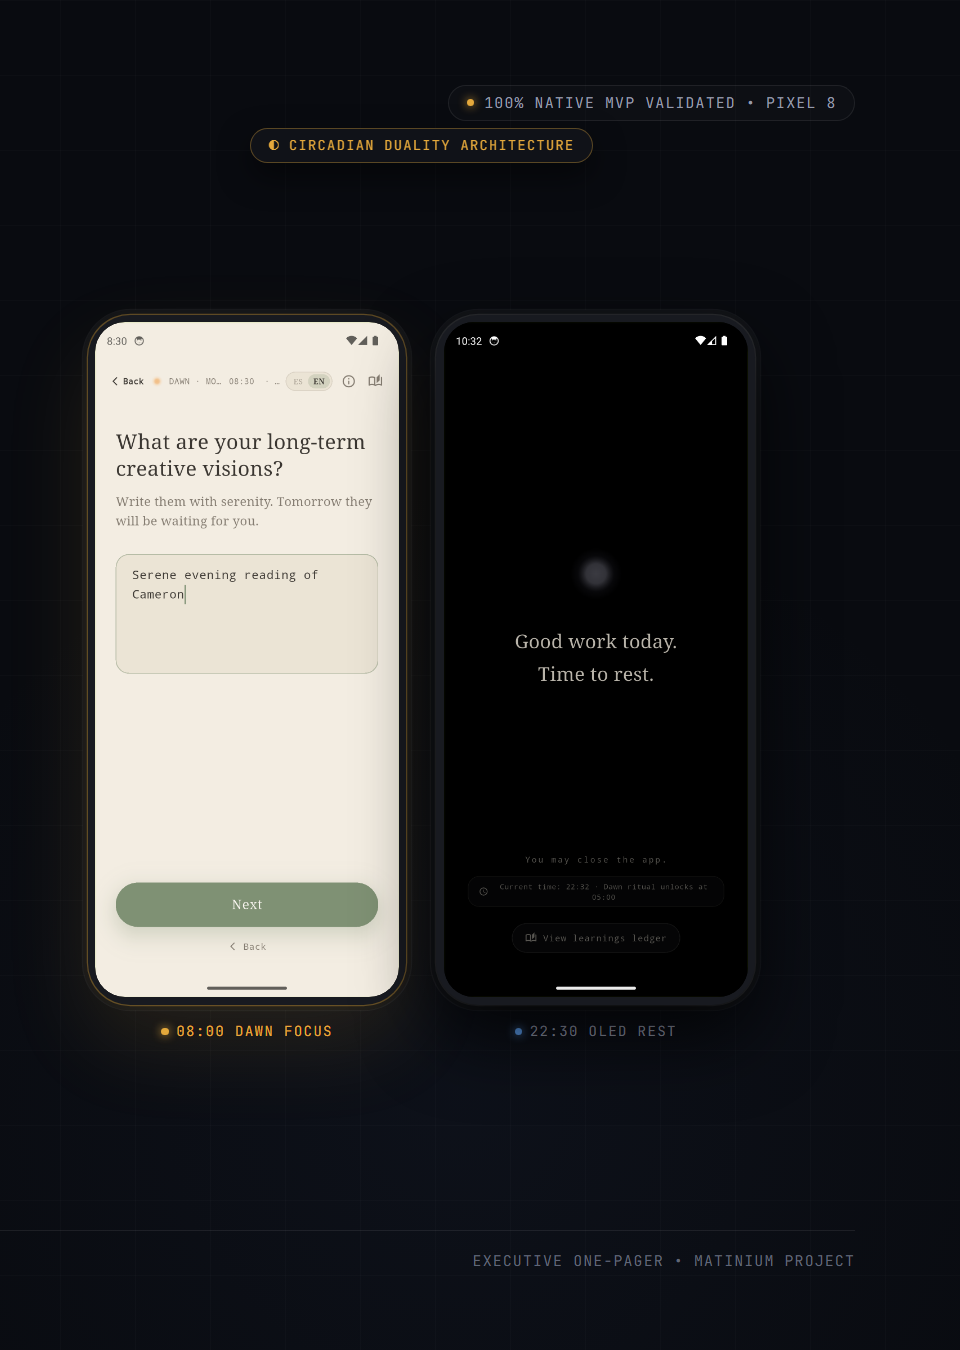 100% NATIVE MVP VALIDATED • PIXEL 8
CIRCADIAN DUALITY ARCHITECTURE
8:30
Back
DAWN · MO… 08:30 · …
ES EN
What are your long-term
creative visions?
Write them with serenity. Tomorrow they
will be waiting for you.
Serene evening reading of
Cameron
Next
Back
08:00 DAWN FOCUS
10:32
Good work today.
Time to rest.
You may close the app.
Current time: 22:32 · Dawn ritual unlocks at
05:00
View learnings ledger
22:30 OLED REST
EXECUTIVE ONE-PAGER • MATINIUM PROJECT